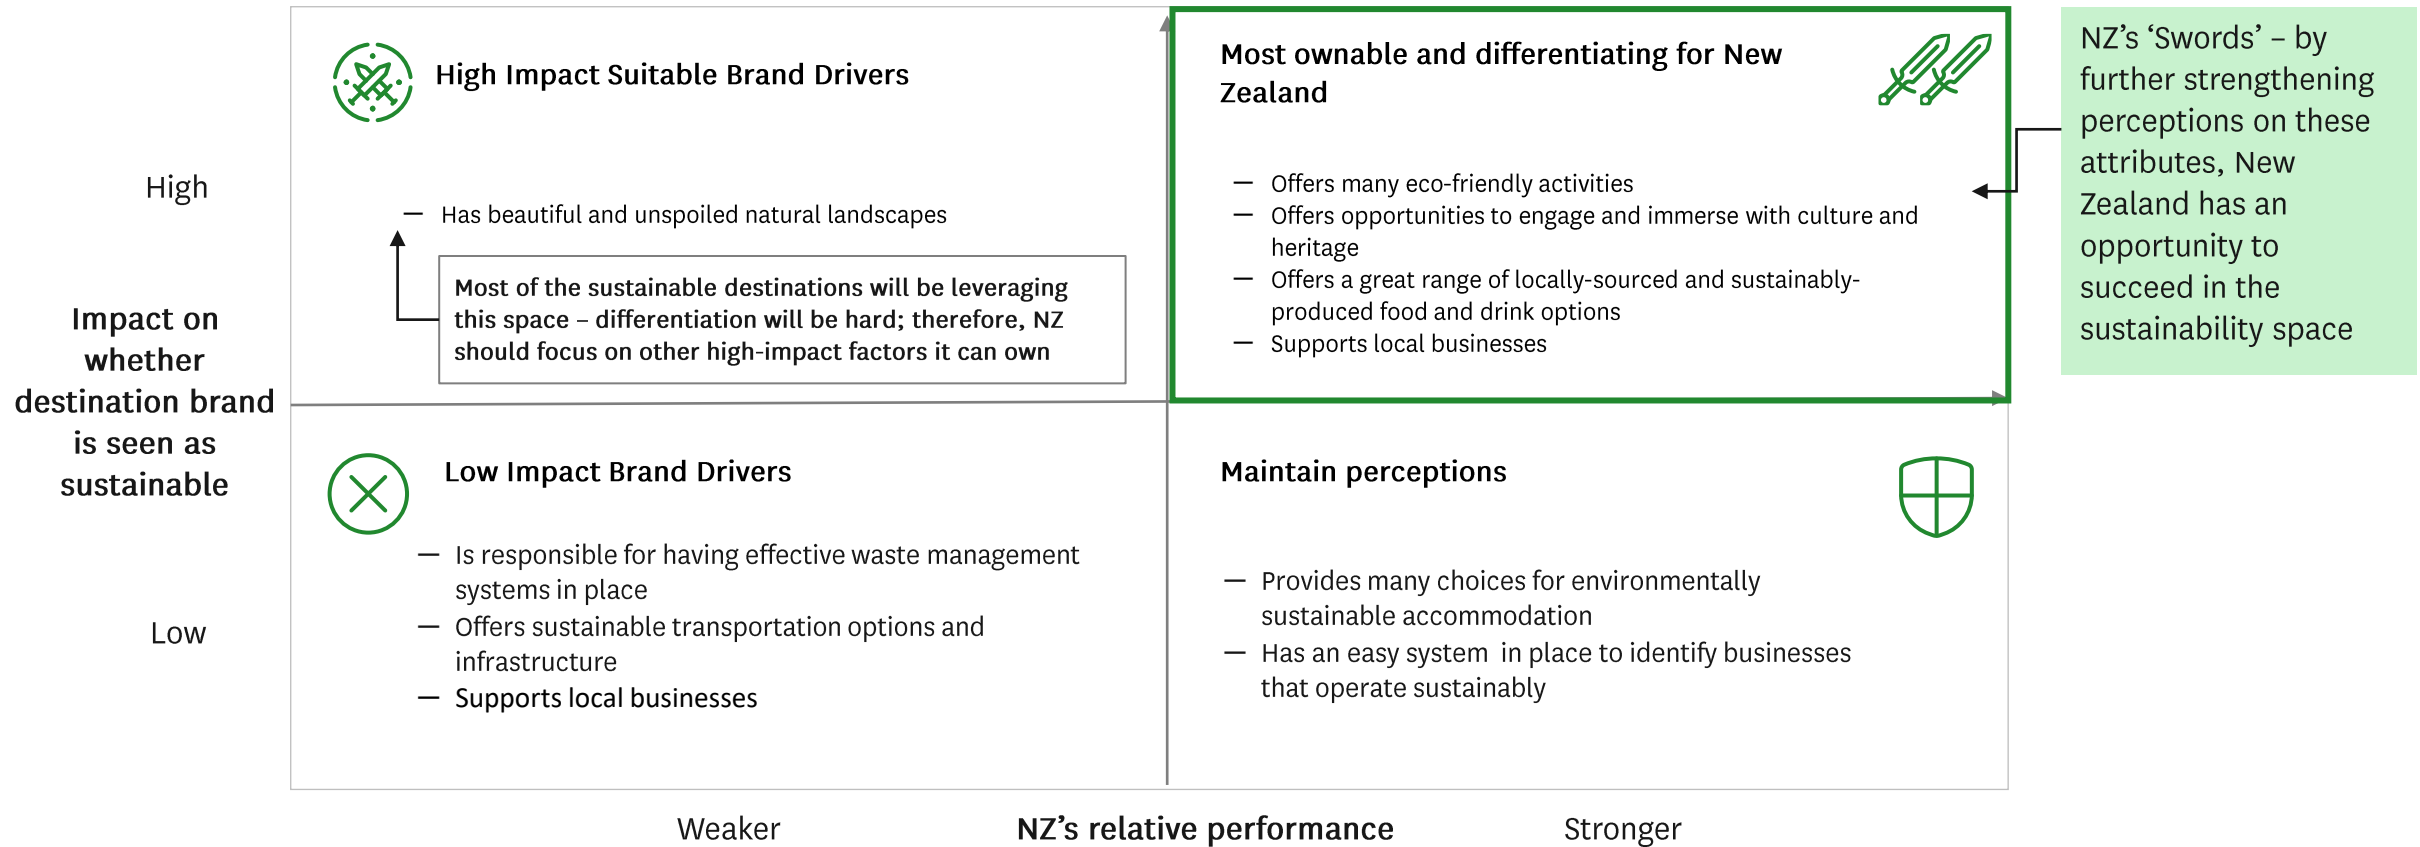 High Impact Suitable Brand Drivers
Most ownable and differentiating for New
Zealand
NZ’s ‘Swords’ – by
further strengthening
perceptions on these
attributes, New
Zealand has an
opportunity to
succeed in the
sustainability space
High
— Has beautiful and unspoiled natural landscapes
Most of the sustainable destinations will be leveraging
this space – differentiation will be hard; therefore, NZ
should focus on other high-impact factors it can own
— Offers many eco-friendly activities
— Offers opportunities to engage and immerse with culture and
heritage
— Offers a great range of locally-sourced and sustainably-
produced food and drink options
— Supports local businesses
Impact on
whether
destination brand
is seen as
sustainable
Low Impact Brand Drivers
— Is responsible for having effective waste management
systems in place
— Offers sustainable transportation options and
infrastructure
— Supports local businesses
Maintain perceptions
— Provides many choices for environmentally
sustainable accommodation
— Has an easy system  in place to identify businesses
that operate sustainably
Low
Weaker
NZ’s relative performance
Stronger